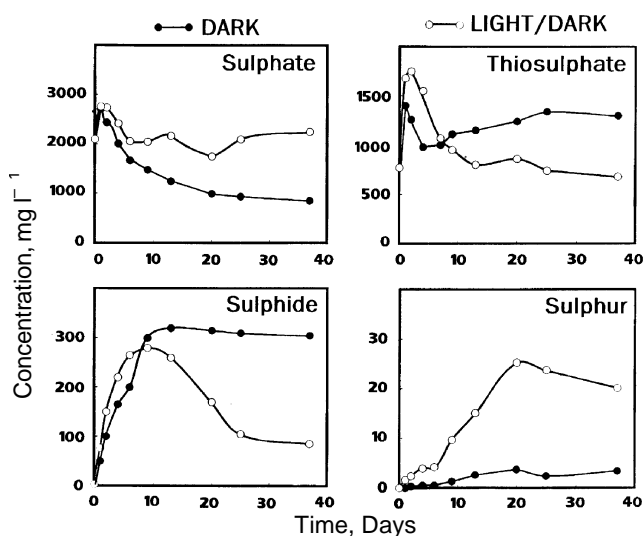 DARK LIGHT/DARK
Sulphate Thiosulphate
3000 2000 1000 0
1500 1000 500 0
0 10 20 30 40 0 10 20 30 40
Sulphide Sulphur
300 200 100 0
30 20 10 0
0 10 20 30 40 0 10 20 30 40
Concentration, mg l⁻¹
Time, Days